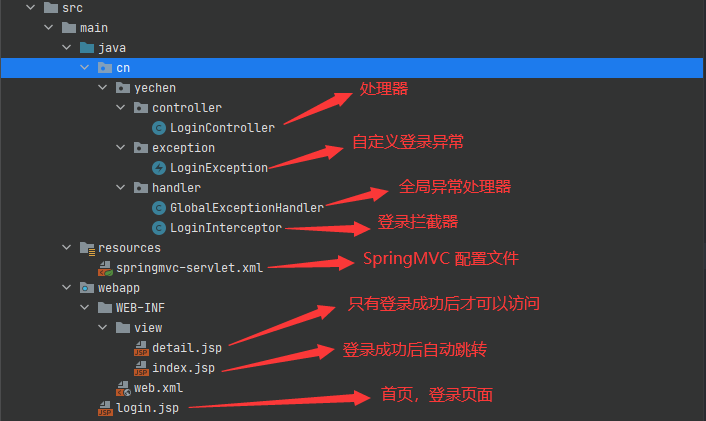 src
main
java
cn
yechen
controller
处理器
LoginController
exception
自定义登录异常
LoginException
handler
全局异常处理器
GlobalExceptionHandler
登录拦截器
LoginInterceptor
resources
SpringMVC 配置文件
springmvc-servlet.xml
webapp
WEB-INF
只有登录成功后才可以访问
view
detail.jsp
登录成功后自动跳转
index.jsp
web.xml
首页，登录页面
login.jsp